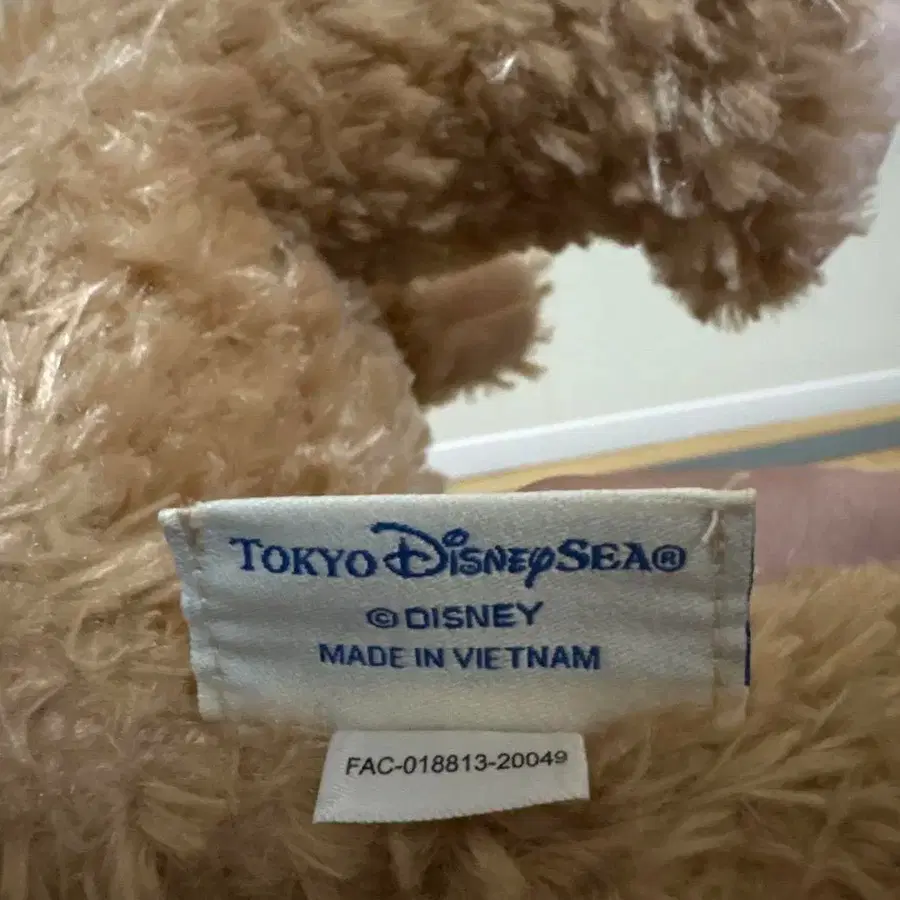 TOKYO DISNEYSEA®
©DISNEY
MADE IN VIETNAM
FAC-018813-20049